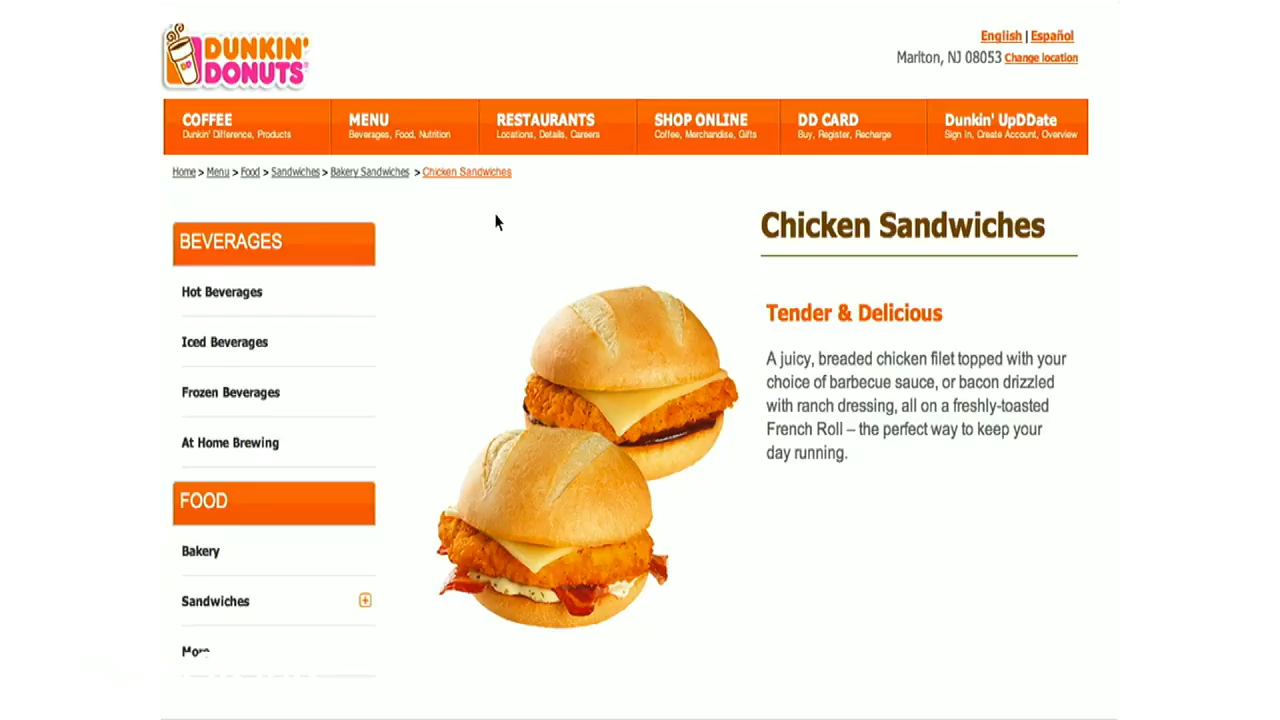 DUNKIN'
DONUTS
English | Español
Marlton, NJ 08053 Change location
COFFEE
Dunkin' Difference, Products
MENU
Beverages, Food, Nutrition
RESTAURANTS
Locations, Details, Careers
SHOP ONLINE
Coffee, Merchandise, Gifts
DD CARD
Buy, Register, Recharge
Dunkin' UpDDate
Sign In, Create Account, Overview
Home > Menu > Food > Sandwiches > Bakery Sandwiches > Chicken Sandwiches
BEVERAGES
Hot Beverages
Iced Beverages
Frozen Beverages
At Home Brewing
FOOD
Bakery
Sandwiches
More
Chicken Sandwiches
Tender & Delicious
A juicy, breaded chicken filet topped with your
choice of barbecue sauce, or bacon drizzled
with ranch dressing, all on a freshly-toasted
French Roll – the perfect way to keep your
day running.